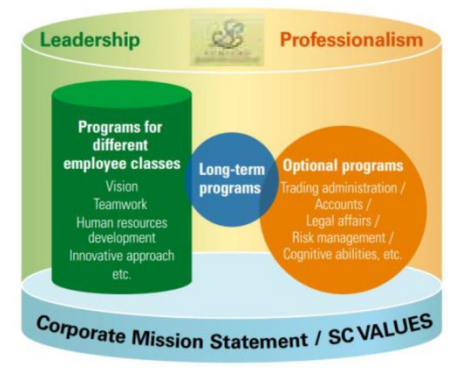 Leadership
Professionalism
Programs for
different
employee classes
Vision
Teamwork
Human resources
development
Innovative approach
etc.
Long-term
programs
Optional programs
Trading administration /
Accounts /
Legal affairs /
Risk management /
Cognitive abilities, etc.
Corporate Mission Statement / SC VALUES